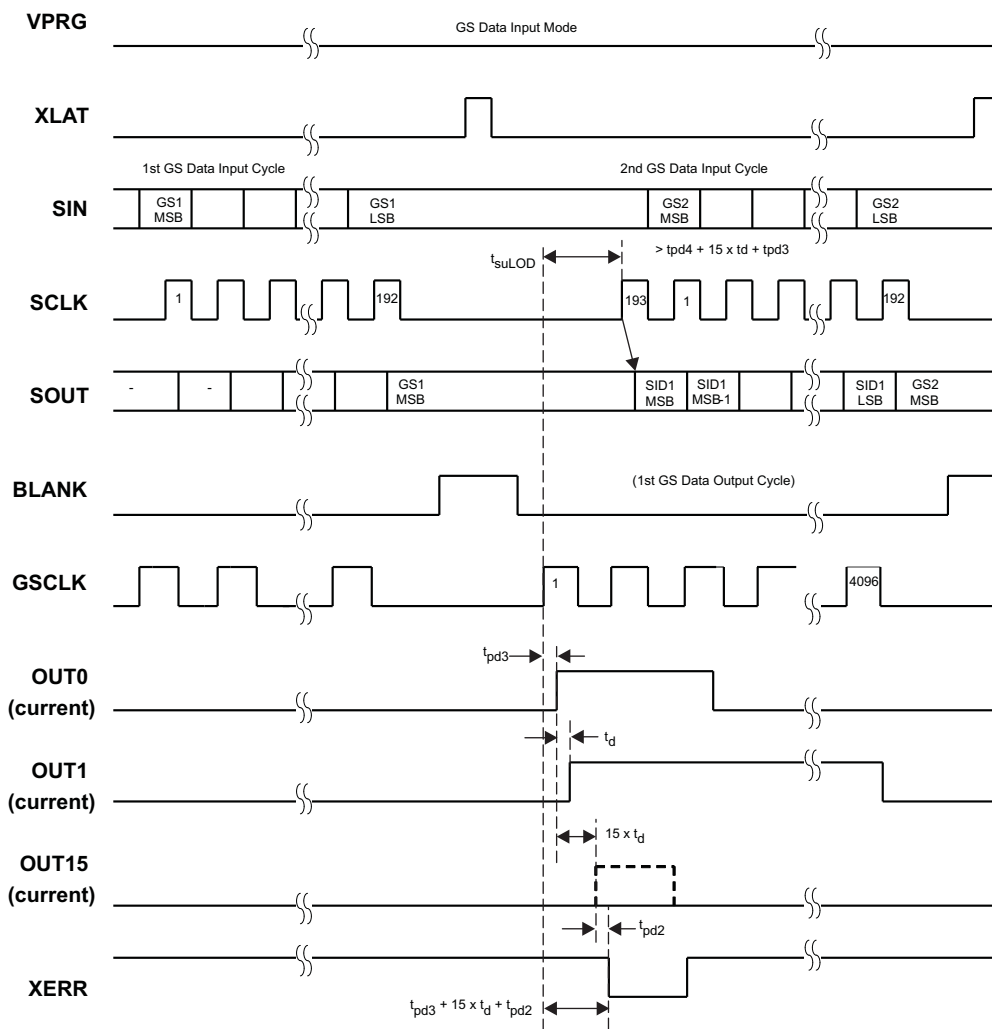 VPRG
GS Data Input Mode
XLAT
1st GS Data Input Cycle
2nd GS Data Input Cycle
SIN
GS1
MSB
GS1
LSB
GS2
MSB
GS2
LSB
tsuLOD
> tpd4 + 15 x td + tpd3
SCLK
1
192
193
1
192
SOUT
-
-
GS1
MSB
SID1
MSB
SID1
MSB-1
SID1
LSB
GS2
MSB
BLANK
(1st GS Data Output Cycle)
GSCLK
1
4096
tpd3
OUT0
(current)
td
OUT1
(current)
15 x td
OUT15
(current)
tpd2
XERR
tpd3 + 15 x td + tpd2